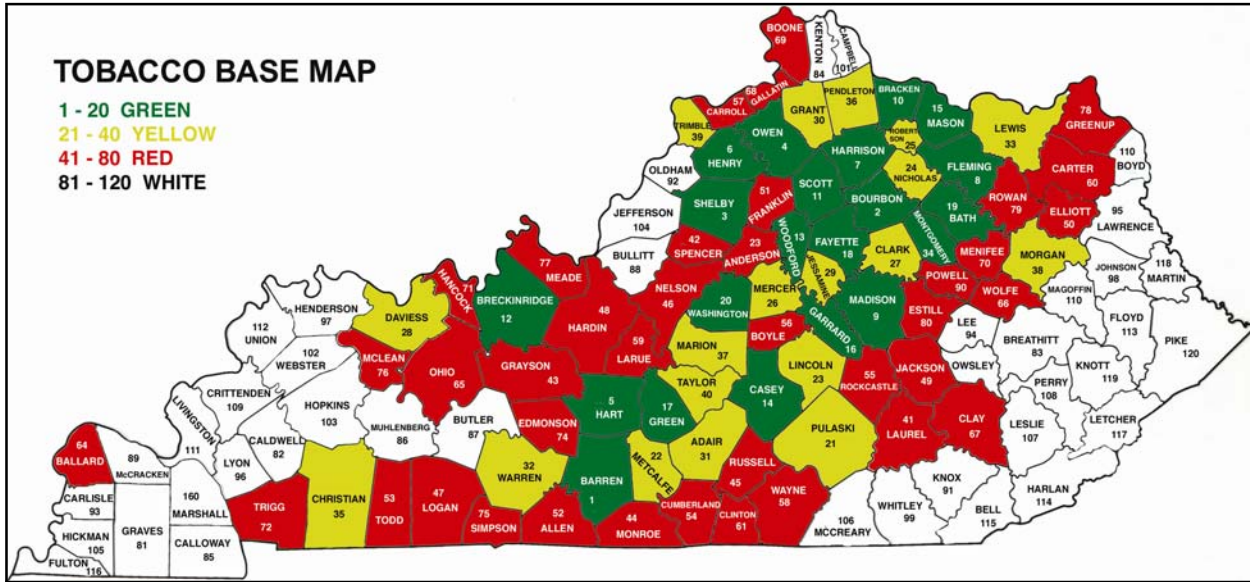 TOBACCO BASE MAP
1 - 20 GREEN
21 - 40 YELLOW
41 - 80 RED
81 - 120 WHITE
BOONE
69
KENTON
84
CAMPBELL
101
58
GALLATIN
57
CARROLL
GRANT
30
PENDLETON
36
BRACKEN
10
15
MASON
LEWIS
33
78
GREENUP
TRIMBLE
39
OWEN
4
6
HENRY
HARRISON
7
ROBERT
SON
25
24
NICHOLAS
FLEMING
8
CARTER
60
110
BOYD
OLDHAM
92
SHELBY
3
51
FRANKLIN
SCOTT
11
BOURBON
2
19
BATH
ROWAN
79
ELLIOTT
50
95
LAWRENCE
JEFFERSON
104
42
SPENCER
23
ANDERSON
13
WOODFORD
FAYETTE
18
CLARK
27
MONTGOMERY
34
MENIFEE
70
MORGAN
38
JOHNSON
98
118
MARTIN
BULLITT
88
NELSON
46
MERCER
26
29
JESSAMINE
MADISON
9
POWELL
90
WOLFE
66
MAGOFFIN
110
77
MEADE
HANCOCK
71
BRECKINRIDGE
12
48
HARDIN
59
LARUE
20
WASHINGTON
56
BOYLE
GARRARD
16
ESTILL
80
LEE
94
BREATHITT
83
FLOYD
113
PIKE
120
HENDERSON
97
DAVIESS
28
112
UNION
102
WEBSTER
MCLEAN
76
OHIO
65
GRAYSON
43
MARION
37
LINCOLN
23
55
ROCKCASTLE
JACKSON
49
OWSLEY
KNOTT
119
PERRY
108
CRITTENDEN
109
LIVINGSTON
111
HOPKINS
103
MUHLENBERG
86
BUTLER
87
EDMONSON
74
5
HART
17
GREEN
TAYLOR
40
CASEY
14
PULASKI
21
41
LAUREL
CLAY
67
LESLIE
107
LETCHER
117
64
BALLARD
89
McCRACKEN
LYON
96
CALDWELL
82
32
WARREN
BARREN
1
22
METCALFE
ADAIR
31
RUSSELL
45
KNOX
91
HARLAN
114
CARLISLE
93
160
MARSHALL
TRIGG
72
CHRISTIAN
35
53
TODD
47
LOGAN
75
SIMPSON
52
ALLEN
44
MONROE
CUMBERLAND
54
CLINTON
61
WAYNE
58
106
MCCREARY
WHITLEY
99
BELL
115
HICKMAN
105
GRAVES
81
CALLOWAY
85
FULTON
116